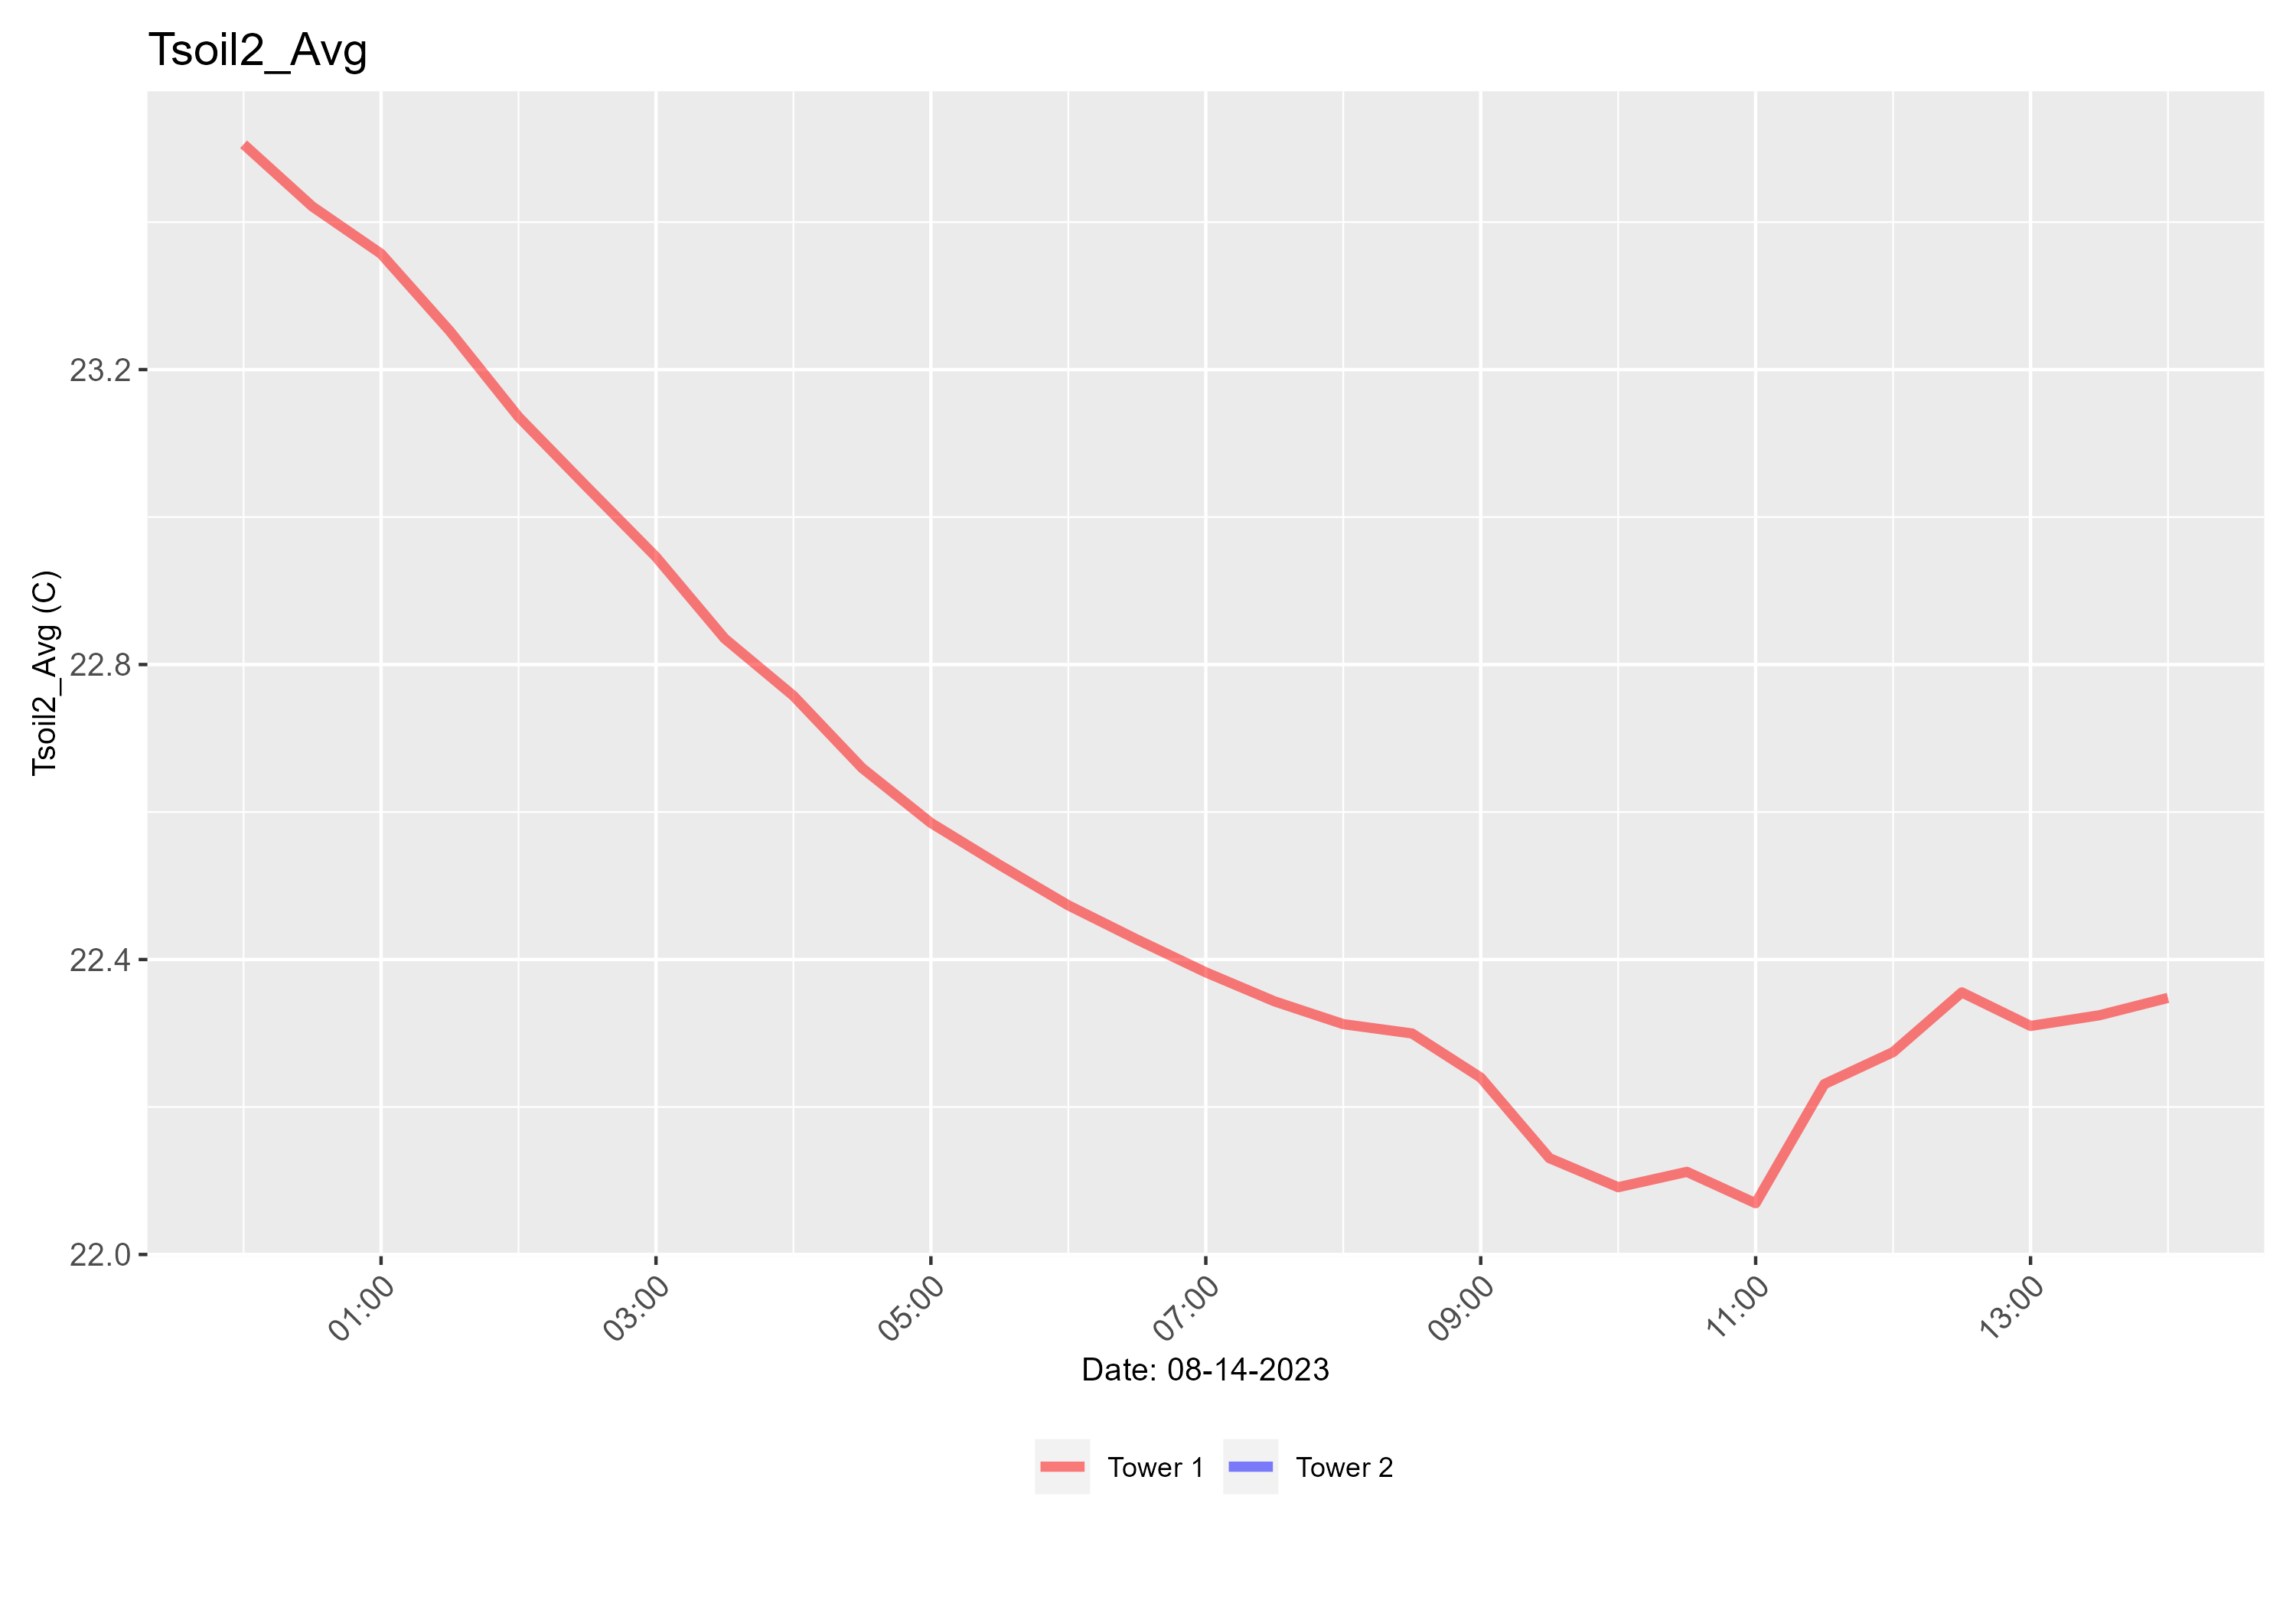 Tsoil2_Avg
Tsoil2_Avg (C)
23.2
22.8
22.4
22.0
01:00 03:00 05:00 07:00 09:00 11:00 13:00
Date: 08-14-2023
Tower 1 Tower 2